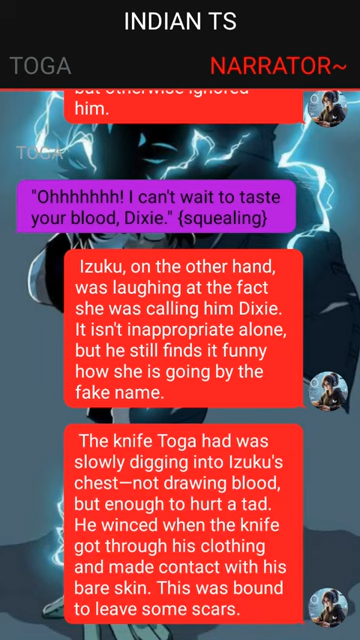 INDIAN TS
TOGA
NARRATOR~
but otherwise ignored
him.
TOGA
"Ohhhhhhh! I can't wait to taste
your blood, Dixie." {squealing}
Izuku, on the other hand,
was laughing at the fact
she was calling him Dixie.
It isn't inappropriate alone,
but he still finds it funny
how she is going by the
fake name.
The knife Toga had was
slowly digging into Izuku's
chest—not drawing blood,
but enough to hurt a tad.
He winced when the knife
got through his clothing
and made contact with his
bare skin. This was bound
to leave some scars.